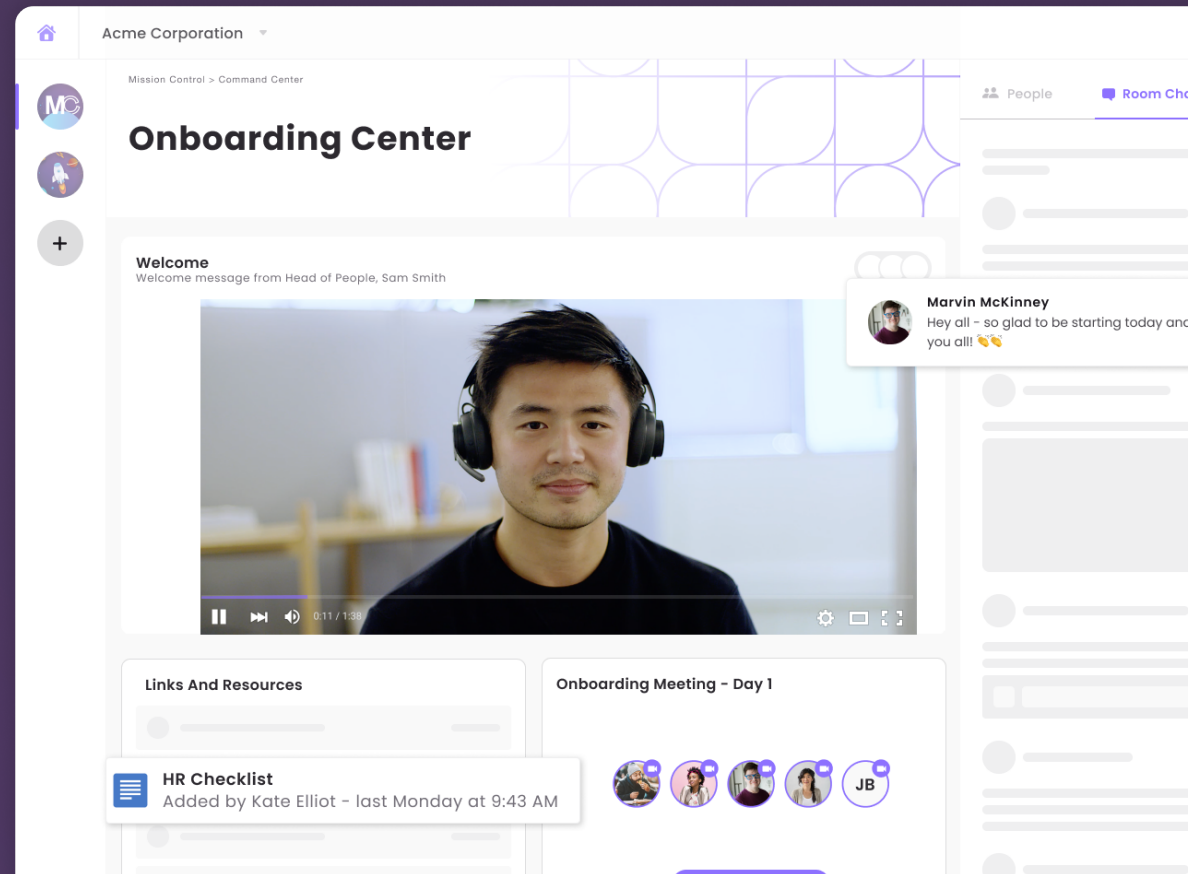 Acme Corporation
Mission Control > Command Center
MC
Onboarding Center
People
Room Cha
Welcome
Welcome message from Head of People, Sam Smith
Marvin McKinney
Hey all - so glad to be starting today and
you all! 👏👏
0:11 / 1:38
Links And Resources
Onboarding Meeting - Day 1
HR Checklist
Added by Kate Elliot - last Monday at 9:43 AM
JB